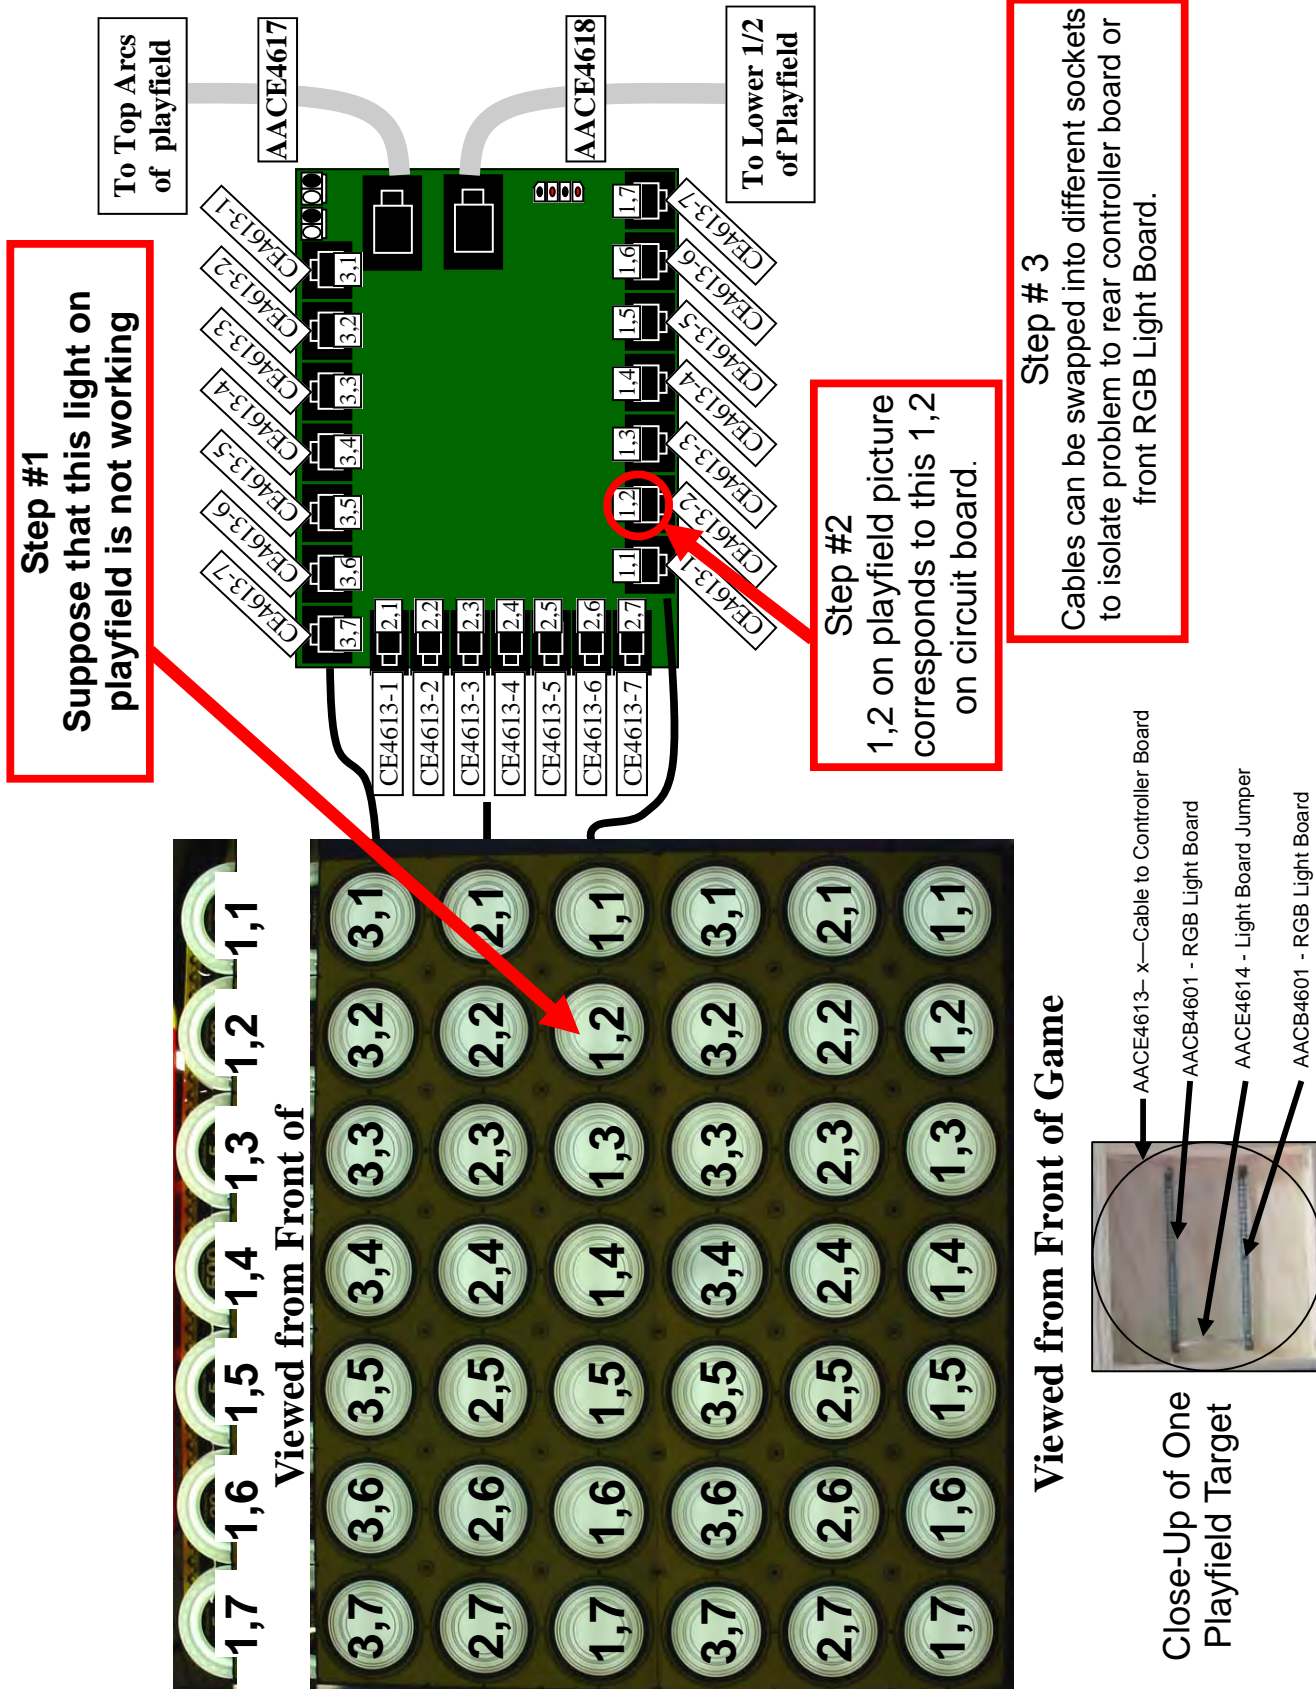 Step #1
Suppose that this light on
playfield is not working
To Top Arcs
of playfield
AACE4617
1,7 1,6 1,5 1,4 1,3 1,2 1,1
Viewed from Front of
CE4613-7 CE4613-6 CE4613-5 CE4613-4 CE4613-3 CE4613-2 CE4613-1
3,7 3,6 3,5 3,4 3,3 3,2 3,1
CE4613-1 2,1
CE4613-2 2,2
CE4613-3 2,3
CE4613-4 2,4
CE4613-5 2,5
CE4613-6 2,6
CE4613-7 2,7
1,1 1,2 1,3 1,4 1,5 1,6 1,7
CE4613-1 CE4613-2 CE4613-3 CE4613-4 CE4613-5 CE4613-6 CE4613-7
AACE4618
To Lower 1/2
of Playfield
3,7 3,6 3,5 3,4 3,3 3,2 3,1
2,7 2,6 2,5 2,4 2,3 2,2 2,1
1,7 1,6 1,5 1,4 1,3 1,2 1,1
3,7 3,6 3,5 3,4 3,3 3,2 3,1
2,7 2,6 2,5 2,4 2,3 2,2 2,1
1,7 1,6 1,5 1,4 1,3 1,2 1,1
Viewed from Front of Game
Step #2
1,2 on playfield picture
corresponds to this 1,2
on circuit board.
Step # 3
Cables can be swapped into different sockets
to isolate problem to rear controller board or
front RGB Light Board.
Close-Up of One
Playfield Target
AACE4613– x—Cable to Controller Board
AACB4601 - RGB Light Board
AACE4614 - Light Board Jumper
AACB4601 - RGB Light Board